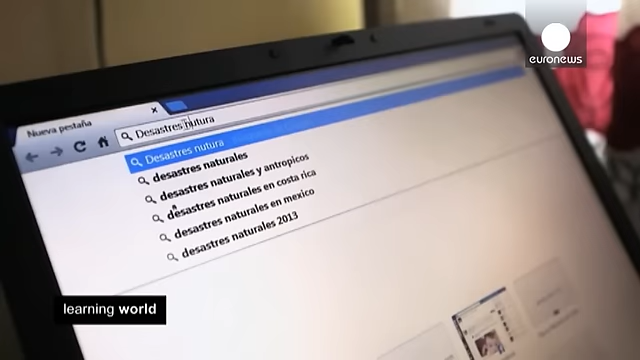 euronews
Nueva pestaña
Desastres nutura
Desastres nutura
desastres naturales
desastres naturales y antropicos
desastres naturales en costa rica
desastres naturales en mexico
desastres naturales 2013
learning world